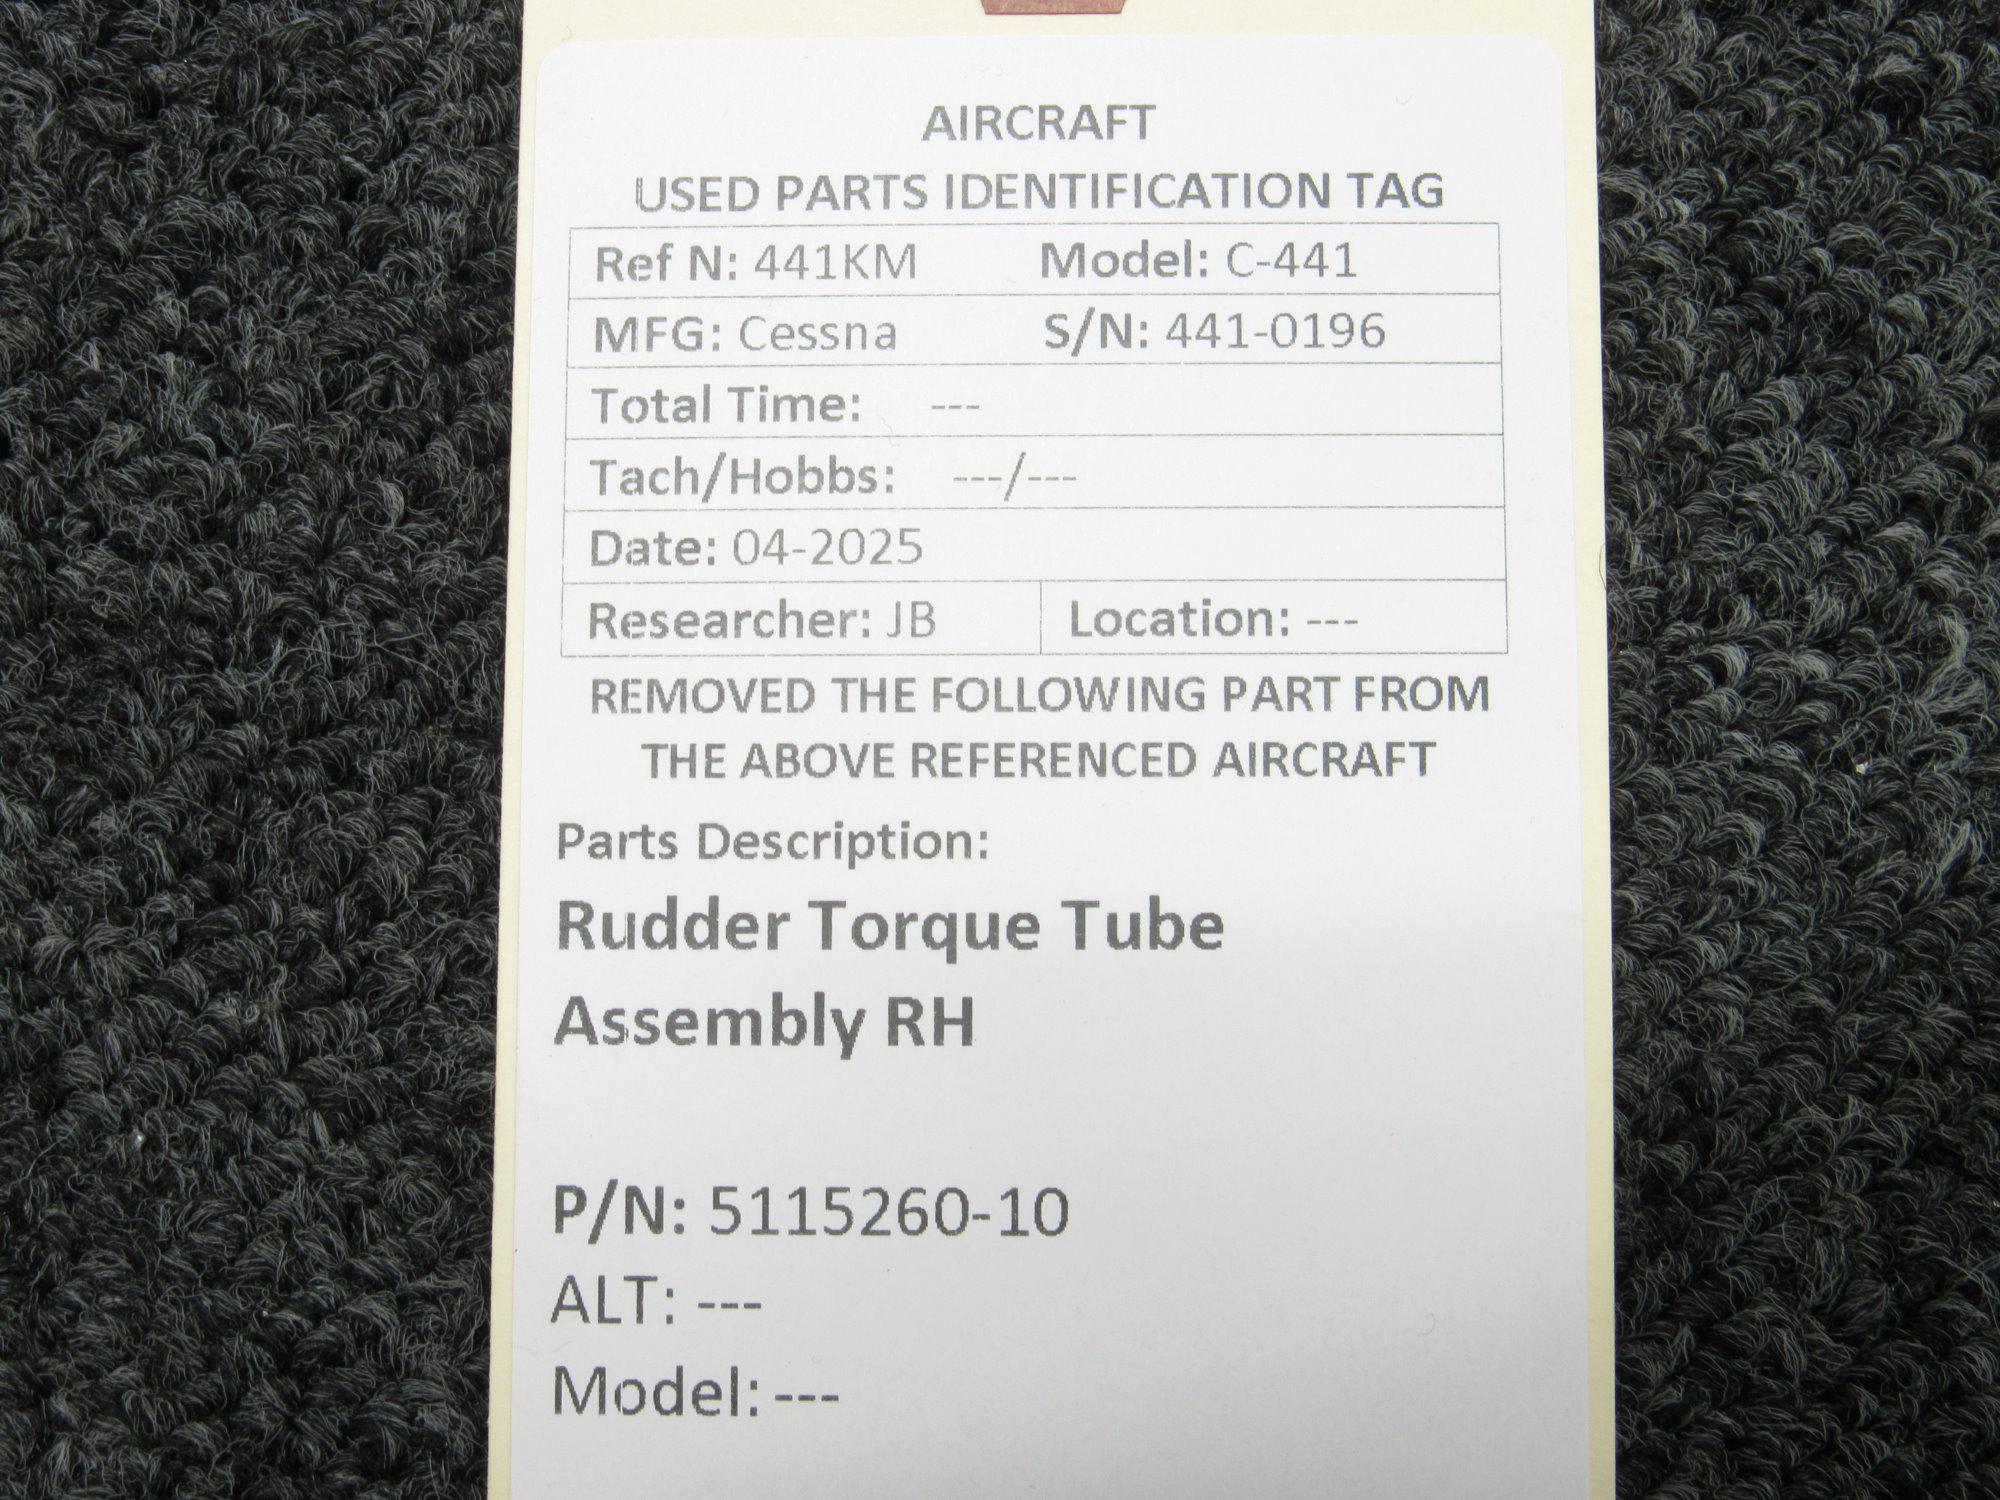 AIRCRAFT
USED PARTS IDENTIFICATION TAG
Ref N: 441KM Model: C-441
MFG: Cessna S/N: 441-0196
Total Time: ---
Tach/Hobbs: ---/---
Date: 04-2025
Researcher: JB Location: ---
REMOVED THE FOLLOWING PART FROM
THE ABOVE REFERENCED AIRCRAFT
Parts Description:
Rudder Torque Tube
Assembly RH
P/N: 5115260-10
ALT: ---
Model: ---